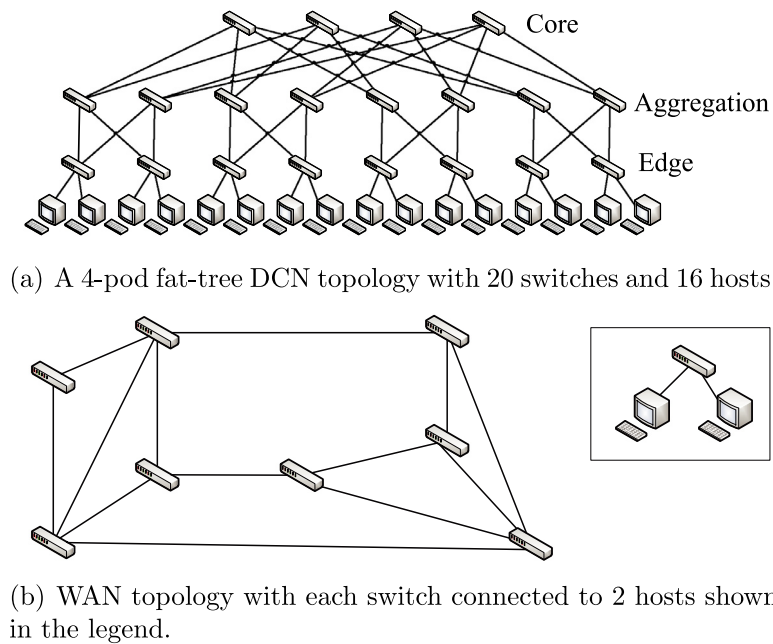 Core
Aggregation
Edge
(a) A 4-pod fat-tree DCN topology with 20 switches and 16 hosts
(b) WAN topology with each switch connected to 2 hosts shown
in the legend.